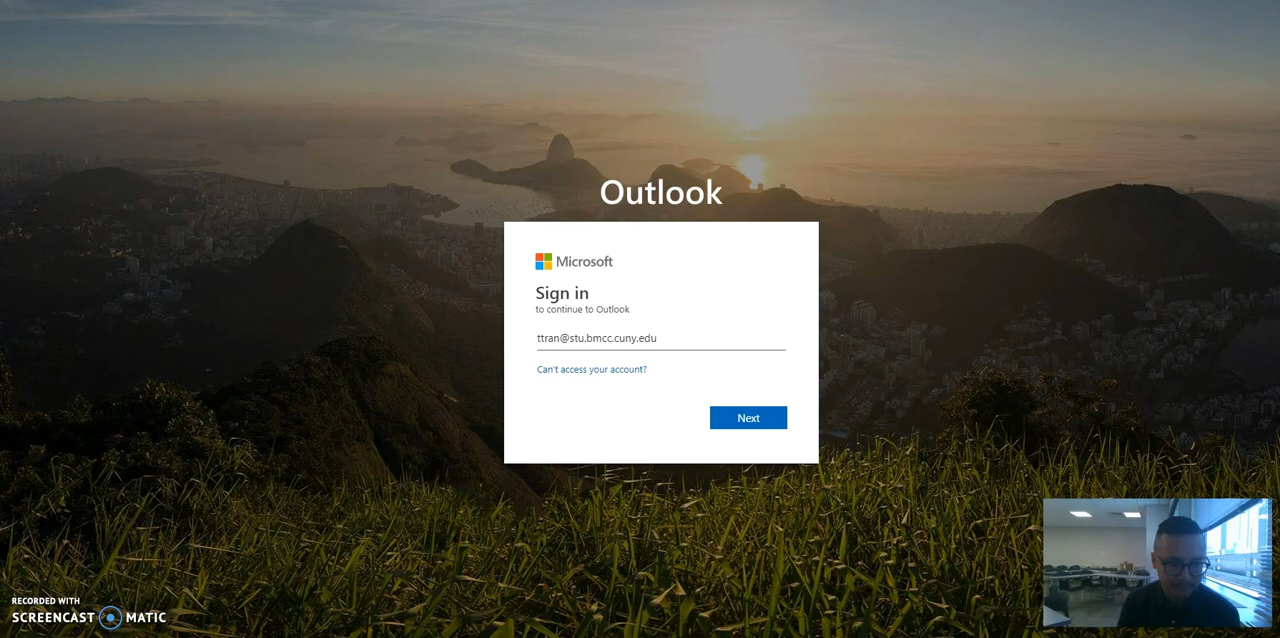 Outlook
Microsoft
Sign in
to continue to Outlook
ttran@stu.bmcc.cuny.edu
Can't access your account?
Next
RECORDED WITH
SCREENCAST MATIC